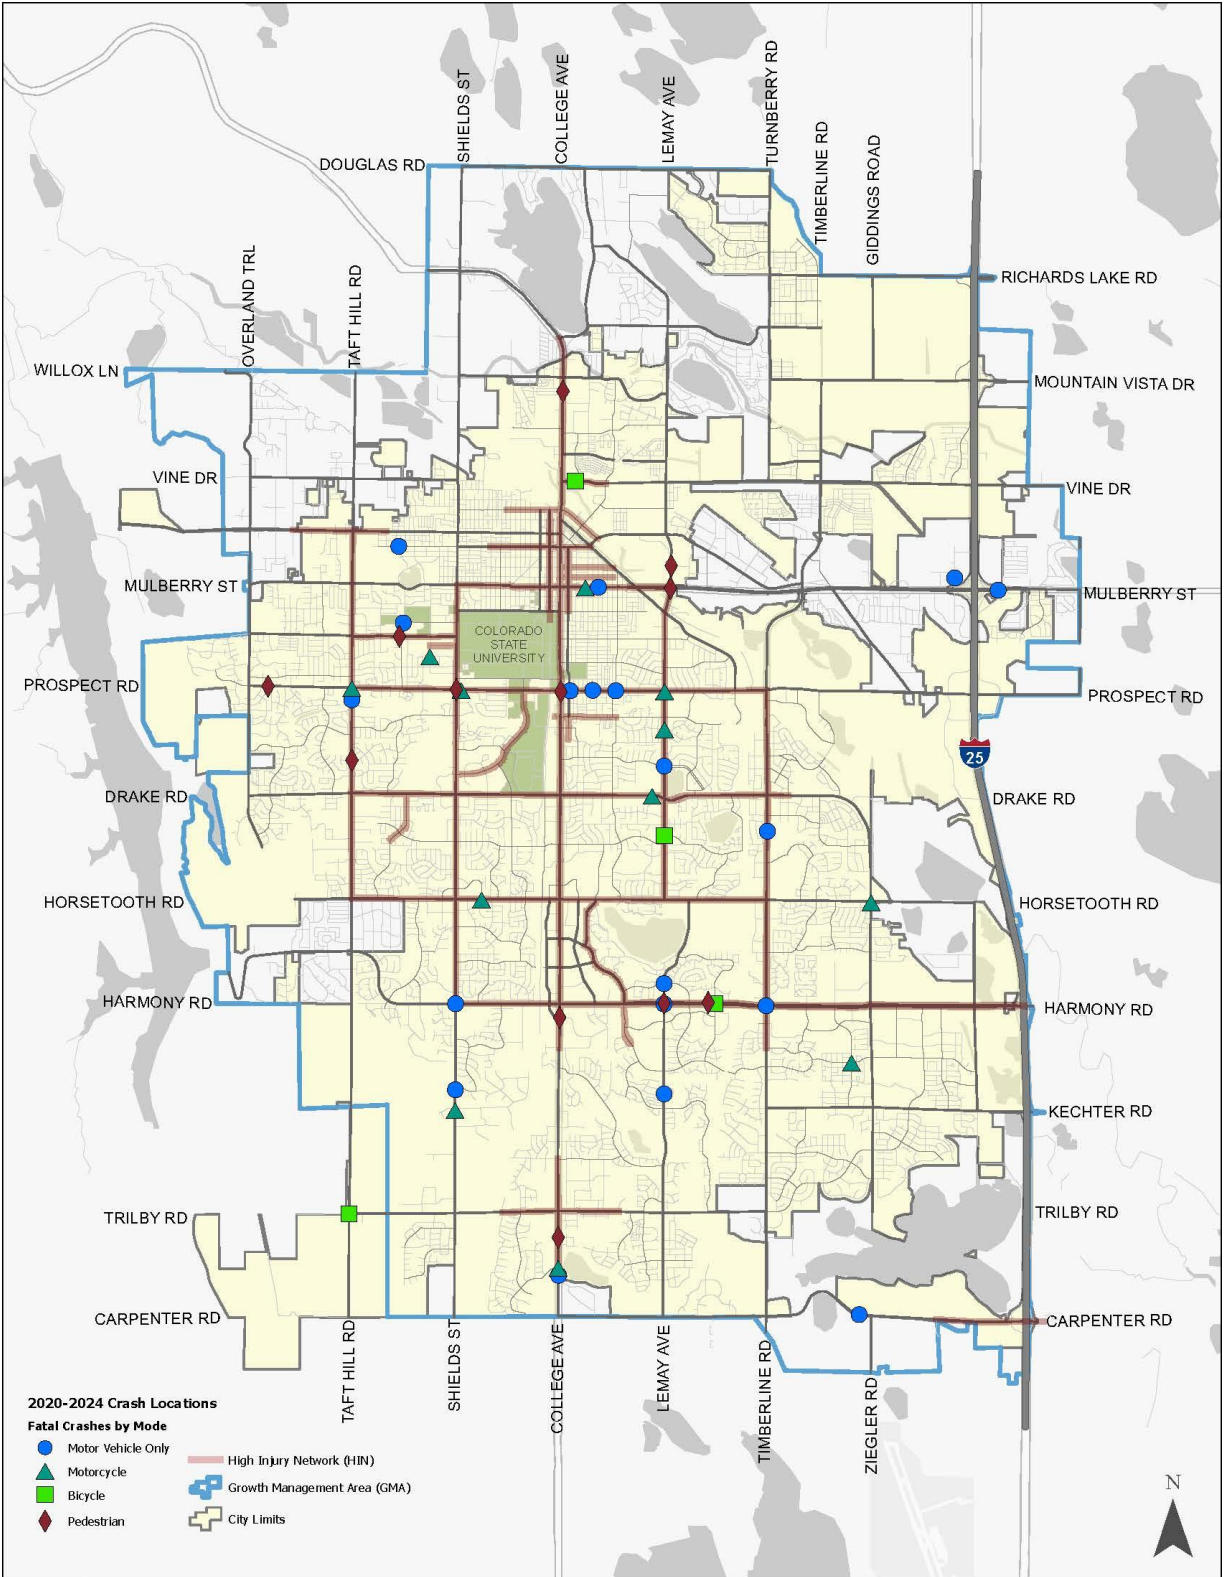 SHIELDS ST
COLLEGE AVE
LEMAY AVE
TURNBERRY RD
TIMBERLINE RD
GIDDINGS ROAD
DOUGLAS RD
OVERLAND TRL
TAFT HILL RD
RICHARDS LAKE RD
WILLOX LN
MOUNTAIN VISTA DR
VINE DR
VINE DR
MULBERRY ST
MULBERRY ST
COLORADO
STATE
UNIVERSITY
PROSPECT RD
PROSPECT RD
25
DRAKE RD
DRAKE RD
HORSETOOTH RD
HORSETOOTH RD
HARMONY RD
HARMONY RD
KECHTER RD
TRILBY RD
TRILBY RD
CARPENTER RD
CARPENTER RD
TAFT HILL RD
SHIELDS ST
COLLEGE AVE
LEMAY AVE
TIMBERLINE RD
ZIEGLER RD
2020-2024 Crash Locations
Fatal Crashes by Mode
Motor Vehicle Only
Motorcycle
Bicycle
Pedestrian
High Injury Network (HIN)
Growth Management Area (GMA)
City Limits
N